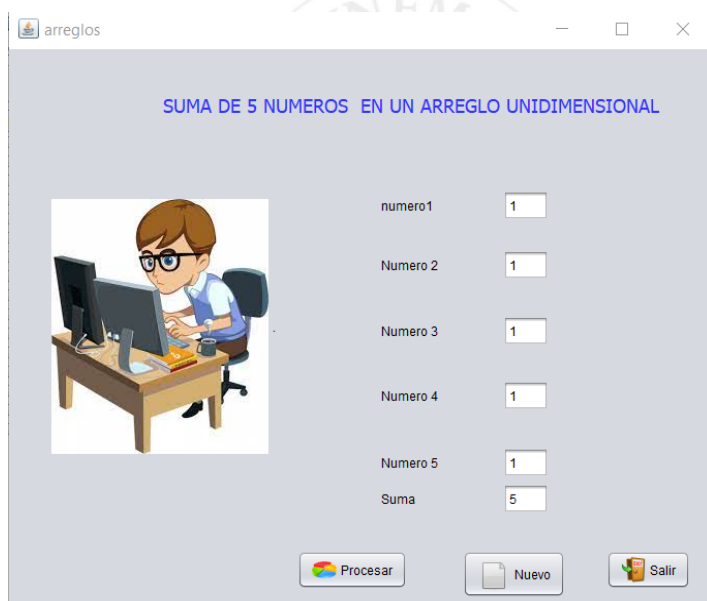 arreglos
SUMA DE 5 NUMEROS EN UN ARREGLO UNIDIMENSIONAL
numero1 1
Numero 2 1
Numero 3 1
Numero 4 1
Numero 5 1
Suma 5
Procesar Nuevo Salir